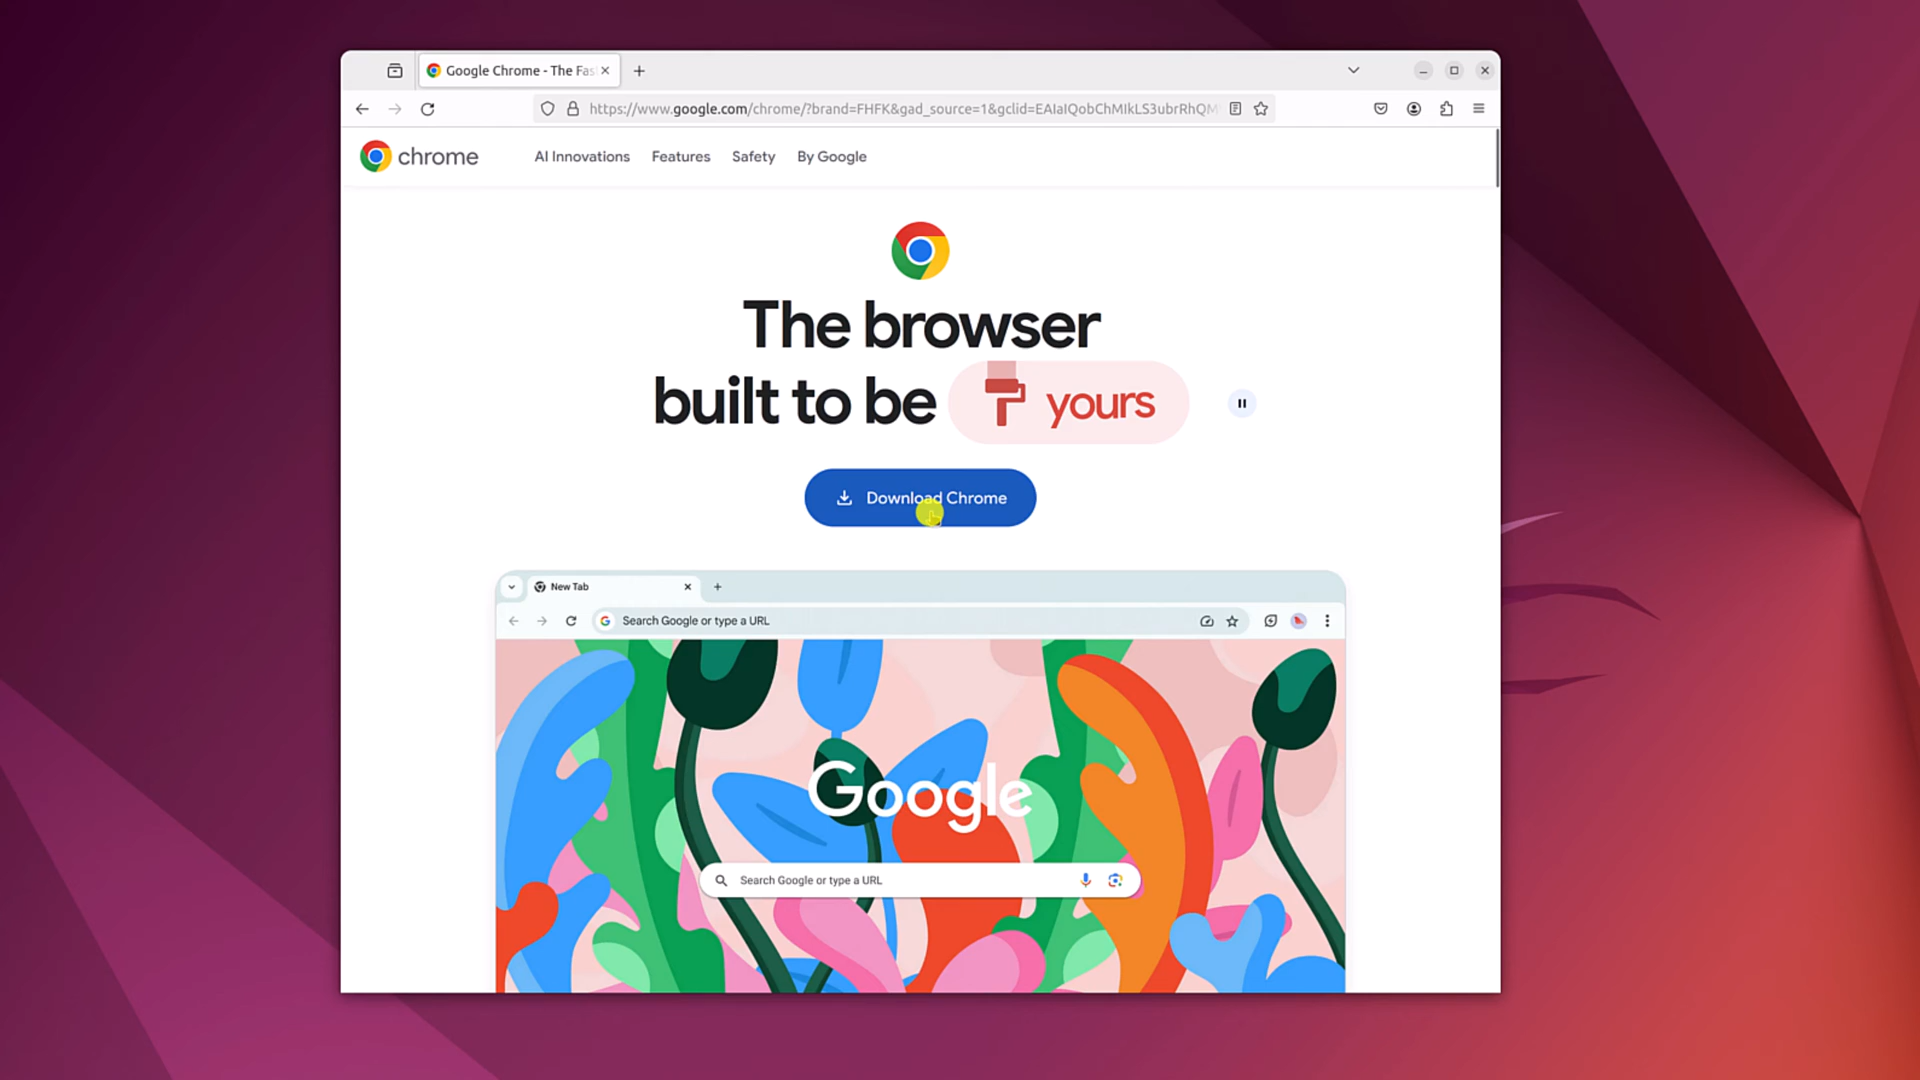 Google Chrome - The Fas
https://www.google.com/chrome/?brand=FHFK&gad_source=1&gclid=EAIaIQobChMIkLS3ubrRhQM
chrome AI Innovations Features Safety By Google
The browser
built to be yours
Download Chrome
New Tab
Search Google or type a URL
Google
Search Google or type a URL